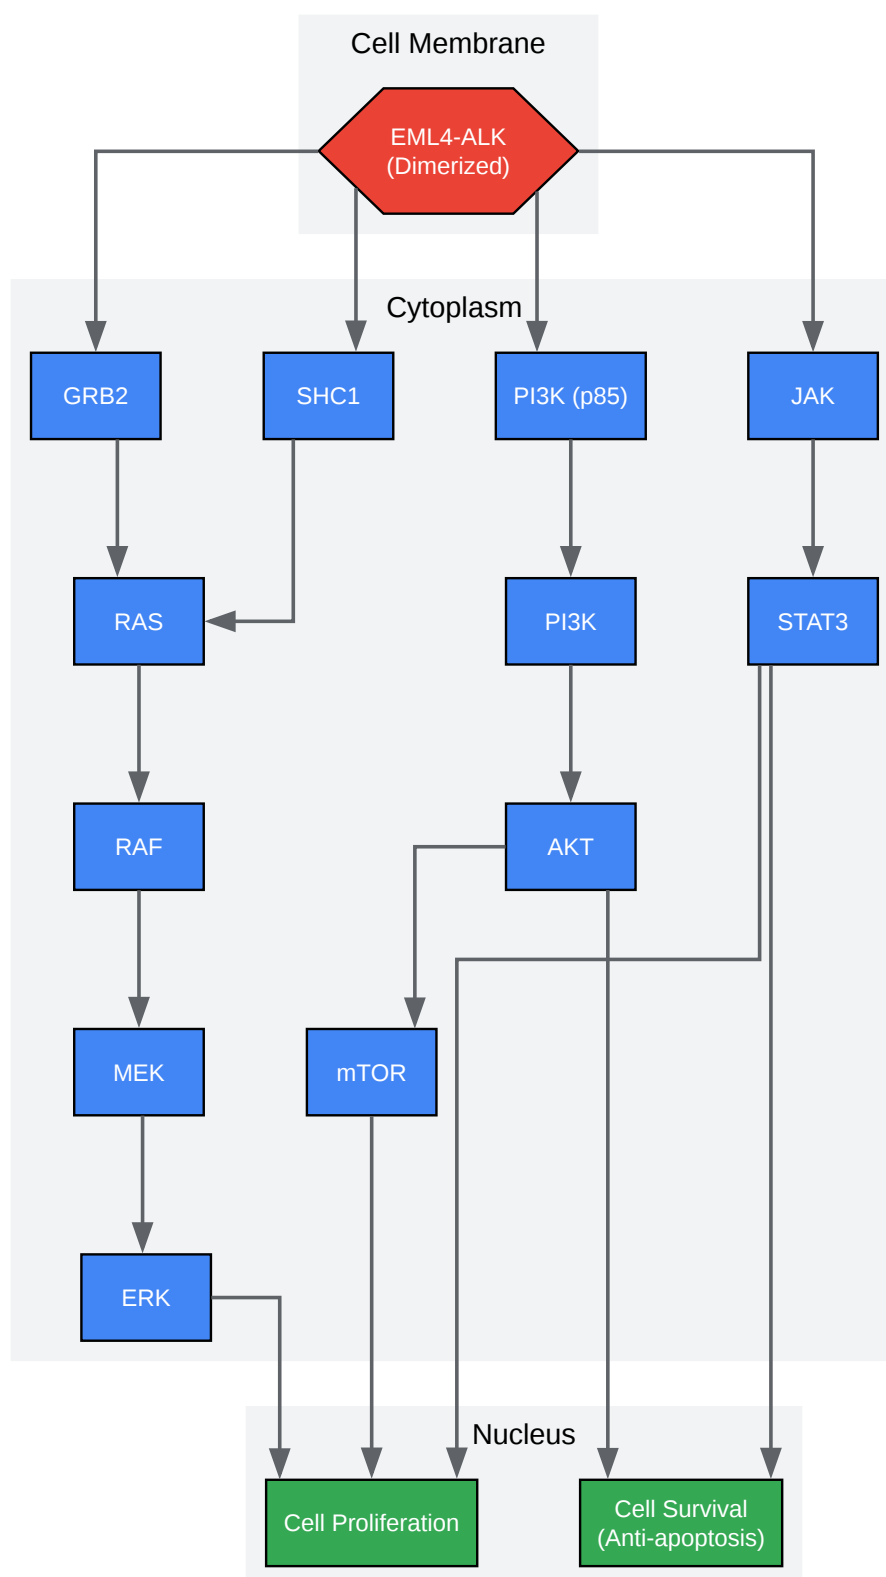 Cell Membrane
EML4-ALK
(Dimerized)
Cytoplasm
GRB2
SHC1
PI3K (p85)
JAK
RAS
PI3K
STAT3
RAF
AKT
MEK
mTOR
ERK
Nucleus
Cell Proliferation
Cell Survival
(Anti-apoptosis)